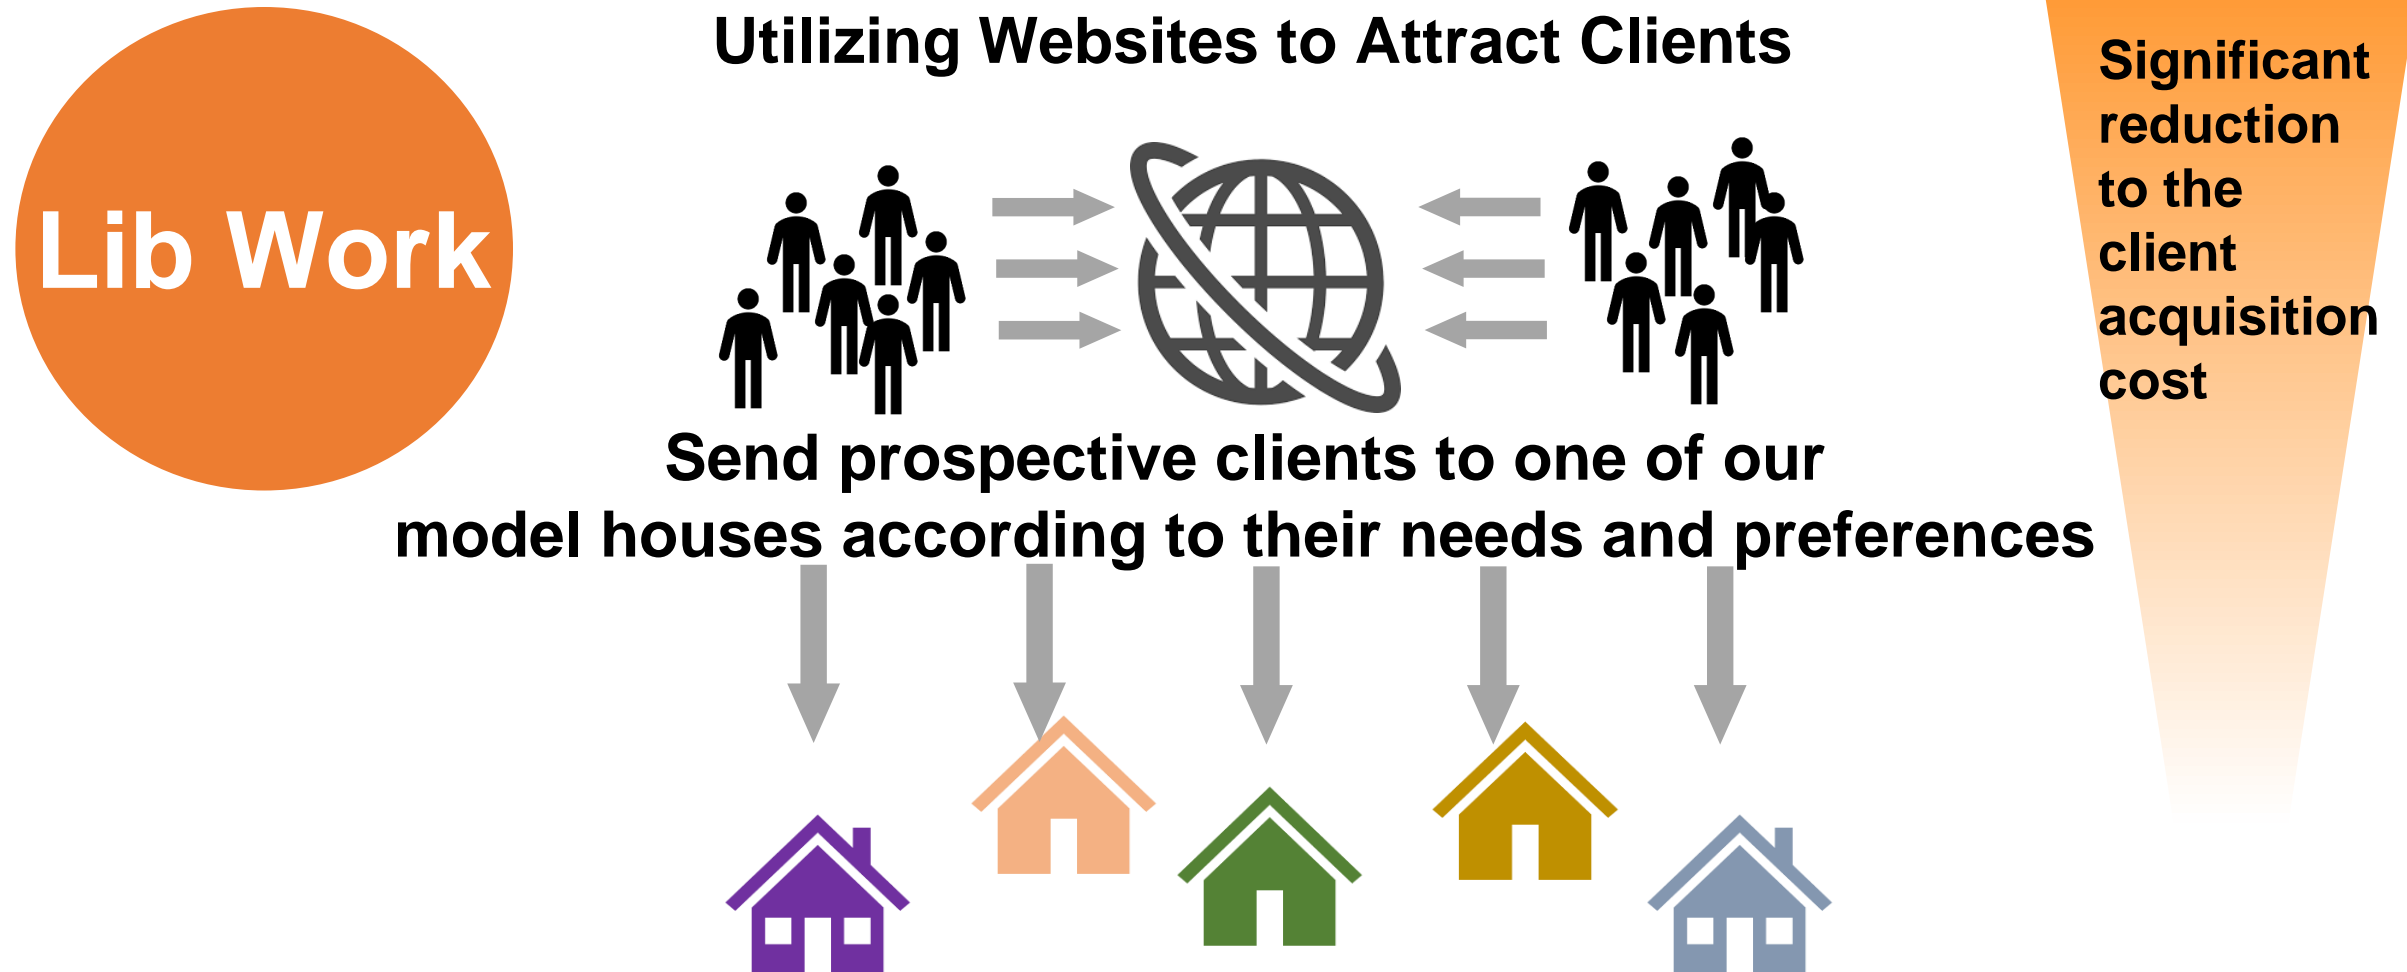 Utilizing Websites to Attract Clients
Lib Work
Significant
reduction
to the
client
acquisition
cost
Send prospective clients to one of our
model houses according to their needs and preferences